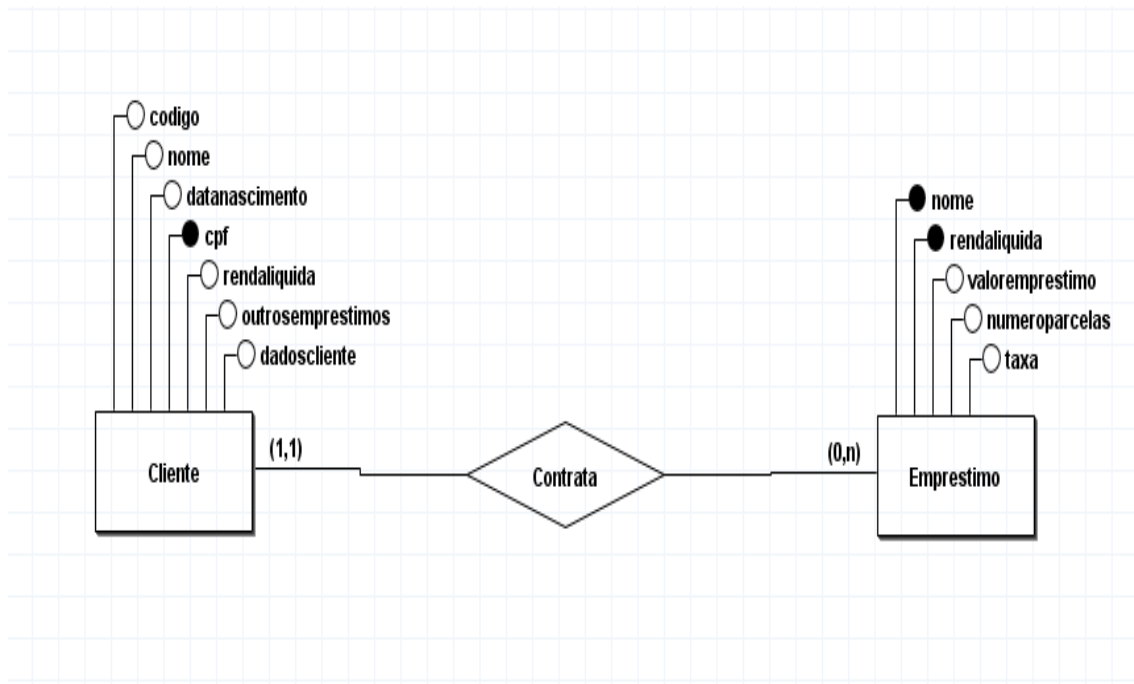 codigo
nome
datanascimento
cpf
rendaliquida
outrosemprestimos
dadoscliente
nome
rendaliquida
valoremprestimo
numeroparcelas
taxa
(1,1)
(0,n)
Cliente
Contrata
Emprestimo